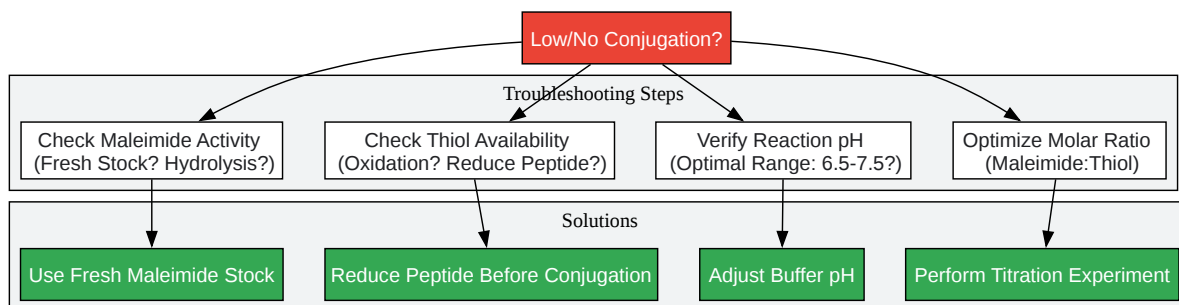 Low/No Conjugation?
Troubleshooting Steps
Check Maleimide Activity
(Fresh Stock? Hydrolysis?)
Check Thiol Availability
(Oxidation? Reduce Peptide?)
Verify Reaction pH
(Optimal Range: 6.5-7.5?)
Optimize Molar Ratio
(Maleimide:Thiol)
Solutions
Use Fresh Maleimide Stock
Reduce Peptide Before Conjugation
Adjust Buffer pH
Perform Titration Experiment